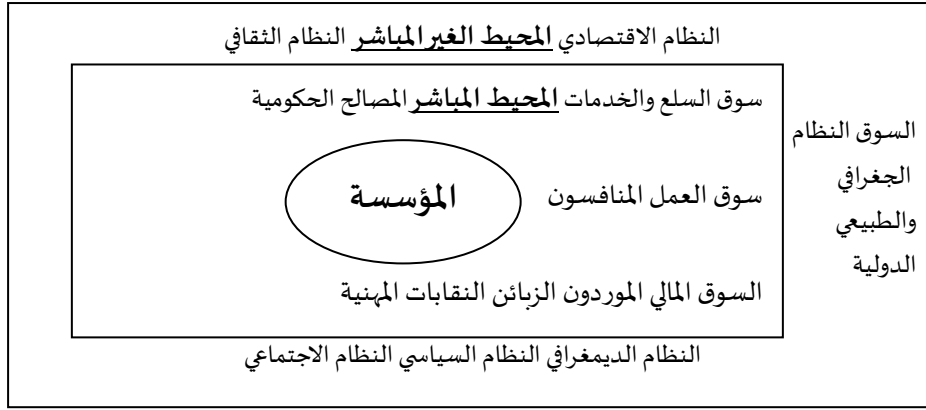 النظام الاقتصادي المحيط الغير المباشر النظام الثقافي
سوق السلع والخدمات المحيط المباشر المصالح الحكومية
السوق النظام
الجغرافي
والطبيعي
الدولية
سوق العمل المنافسون
المؤسسة
السوق المالي الموردون الزبائن النقابات المهنية
النظام الديمغرافي النظام السياسي النظام الاجتماعي